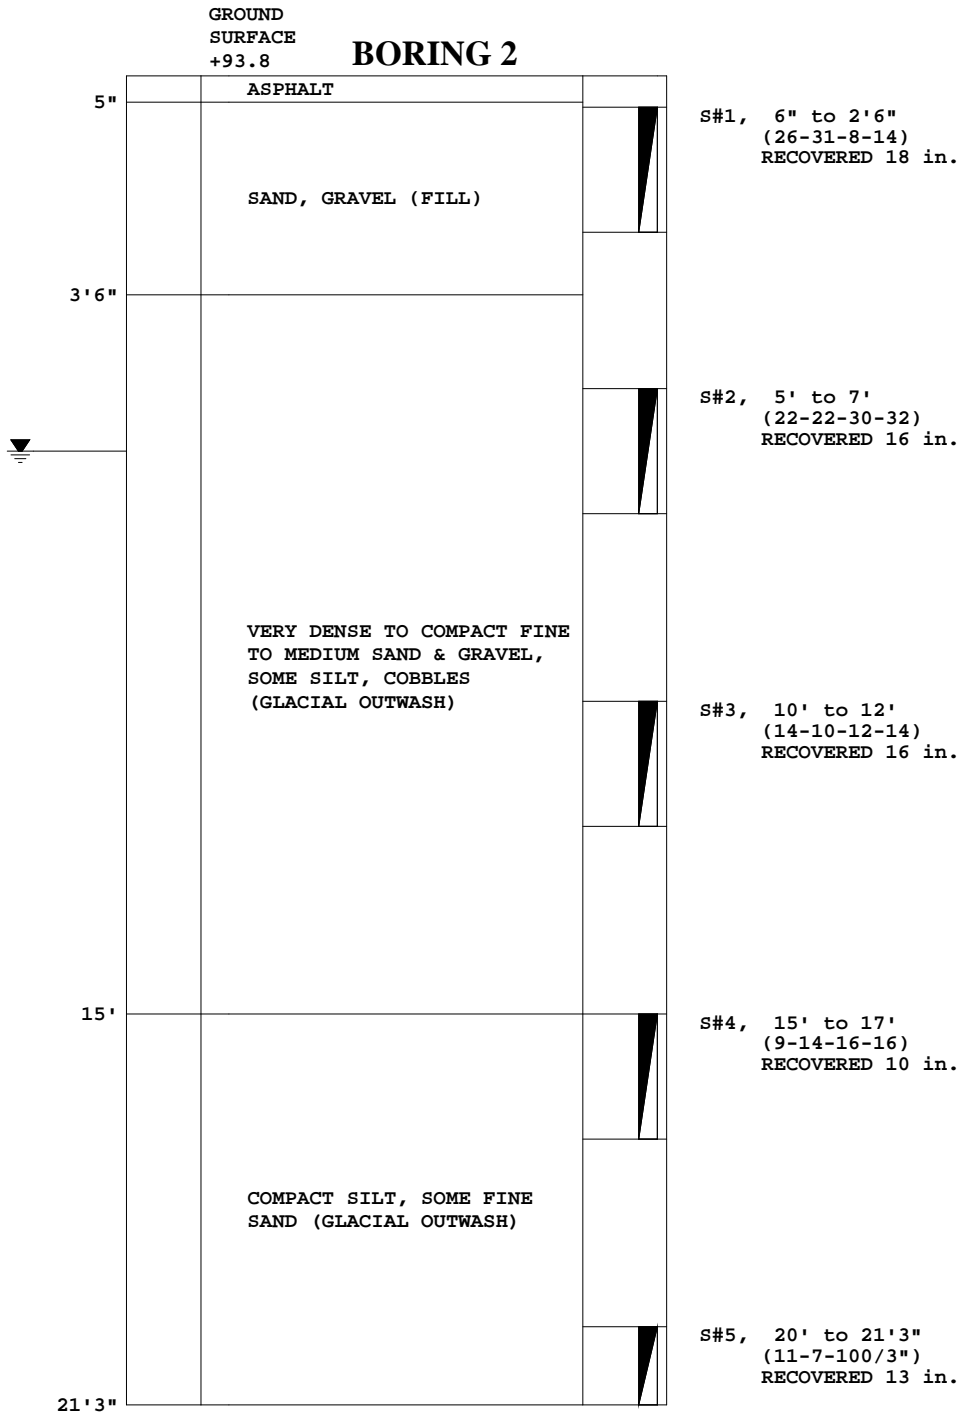 GROUND
SURFACE
+93.8
BORING 2
ASPHALT
5"
S#1, 6" to 2'6"
(26-31-8-14)
RECOVERED 18 in.
SAND, GRAVEL (FILL)
3'6"
S#2, 5' to 7'
(22-22-30-32)
RECOVERED 16 in.
VERY DENSE TO COMPACT FINE
TO MEDIUM SAND & GRAVEL,
SOME SILT, COBBLES
(GLACIAL OUTWASH)
S#3, 10' to 12'
(14-10-12-14)
RECOVERED 16 in.
15'
S#4, 15' to 17'
(9-14-16-16)
RECOVERED 10 in.
COMPACT SILT, SOME FINE
SAND (GLACIAL OUTWASH)
S#5, 20' to 21'3"
(11-7-100/3")
RECOVERED 13 in.
21'3"